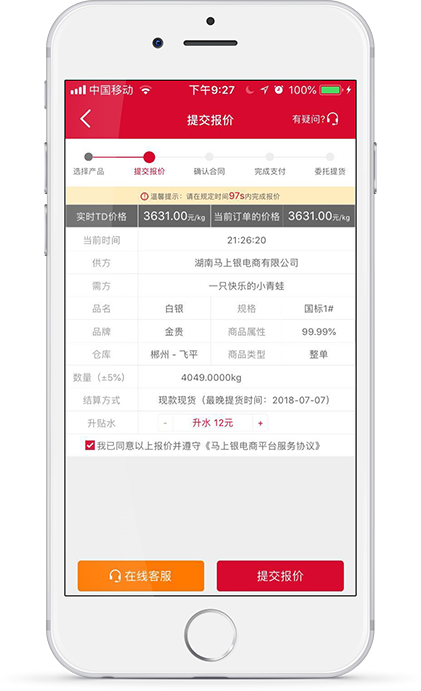 中国移动 下午9:27 100%
提交报价 有疑问?
选择产品 提交报价 确认合同 完成支付 委托提货
温馨提示：请在规定时间97s内完成报价
实时TD价格 3631.00元/kg 当前订单的价格 3631.00元/kg
当前时间 21:26:20
供方 湖南马上银电商有限公司
需方 一只快乐的小青蛙
品名 白银 规格 国标1#
品牌 金贵 商品属性 99.99%
仓库 郴州 - 飞平 商品类型 整单
数量（±5%） 4049.0000kg
结算方式 现款现货（最晚提货时间：2018-07-07）
升贴水 - 升水 12元 +
我已同意以上报价并遵守《马上银电商平台服务协议》
在线客服 提交报价